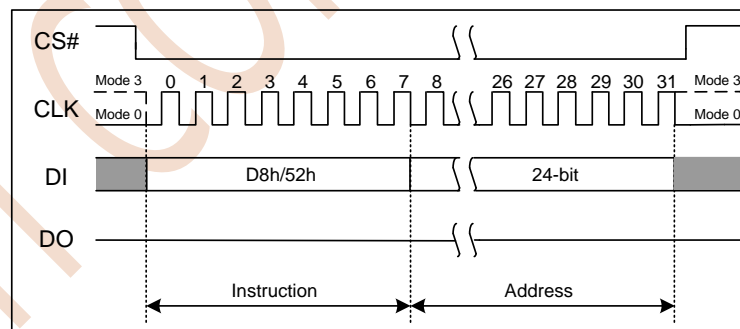 CS#
Mode 3 0 1 2 3 4 5 6 7 8 26 27 28 29 30 31 Mode 3
CLK
Mode 0 Mode 0
DI D8h/52h 24-bit
DO
Instruction Address